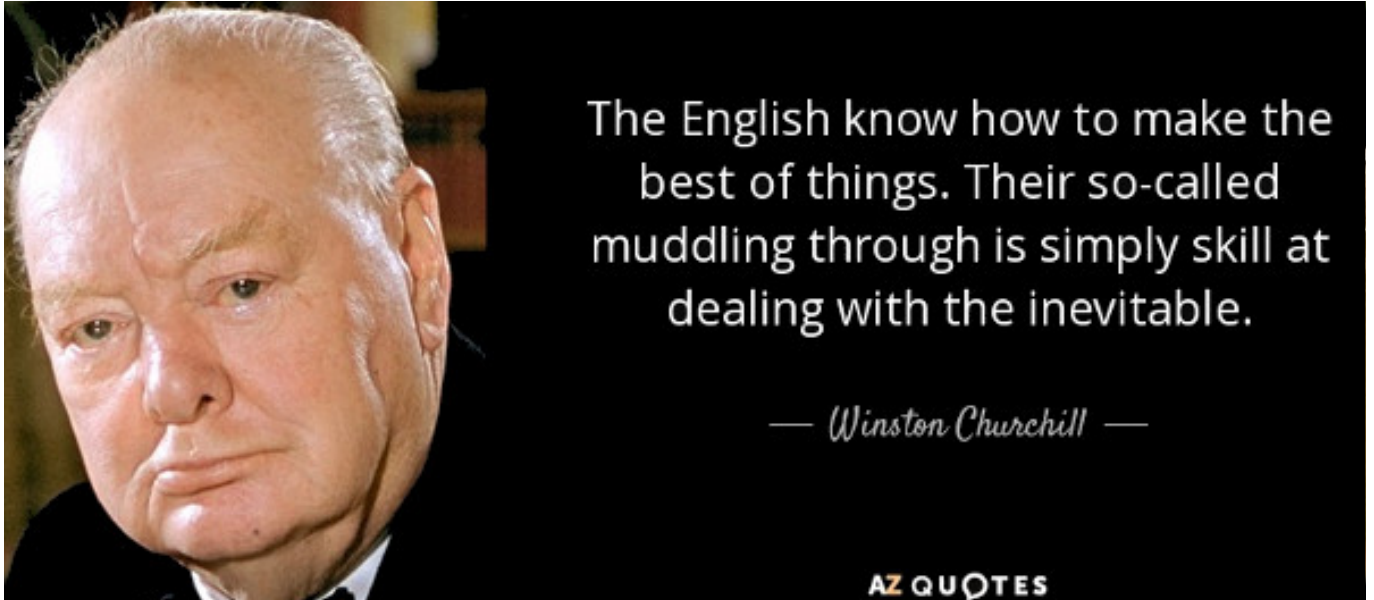 The English know how to make the
best of things. Their so-called
muddling through is simply skill at
dealing with the inevitable.
— Winston Churchill —
AZ QUOTES